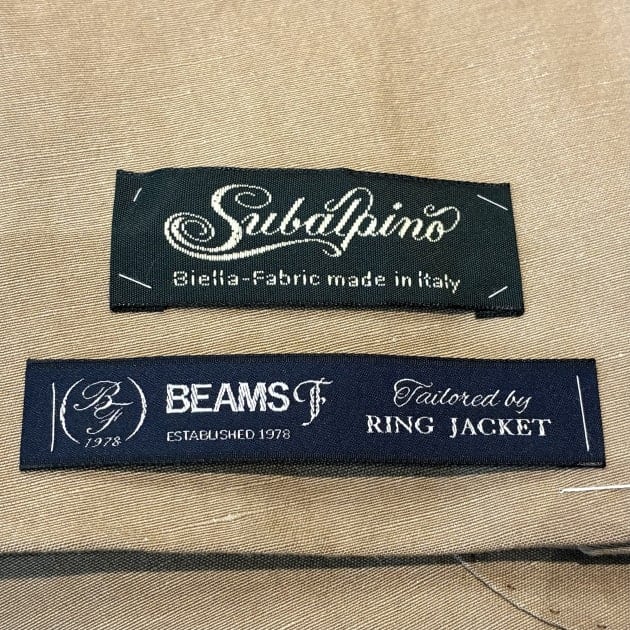 Subalpino
Biella-Fabric made in Italy
BF
1978
BEAMS F
ESTABLISHED 1978
Tailored by
RING JACKET